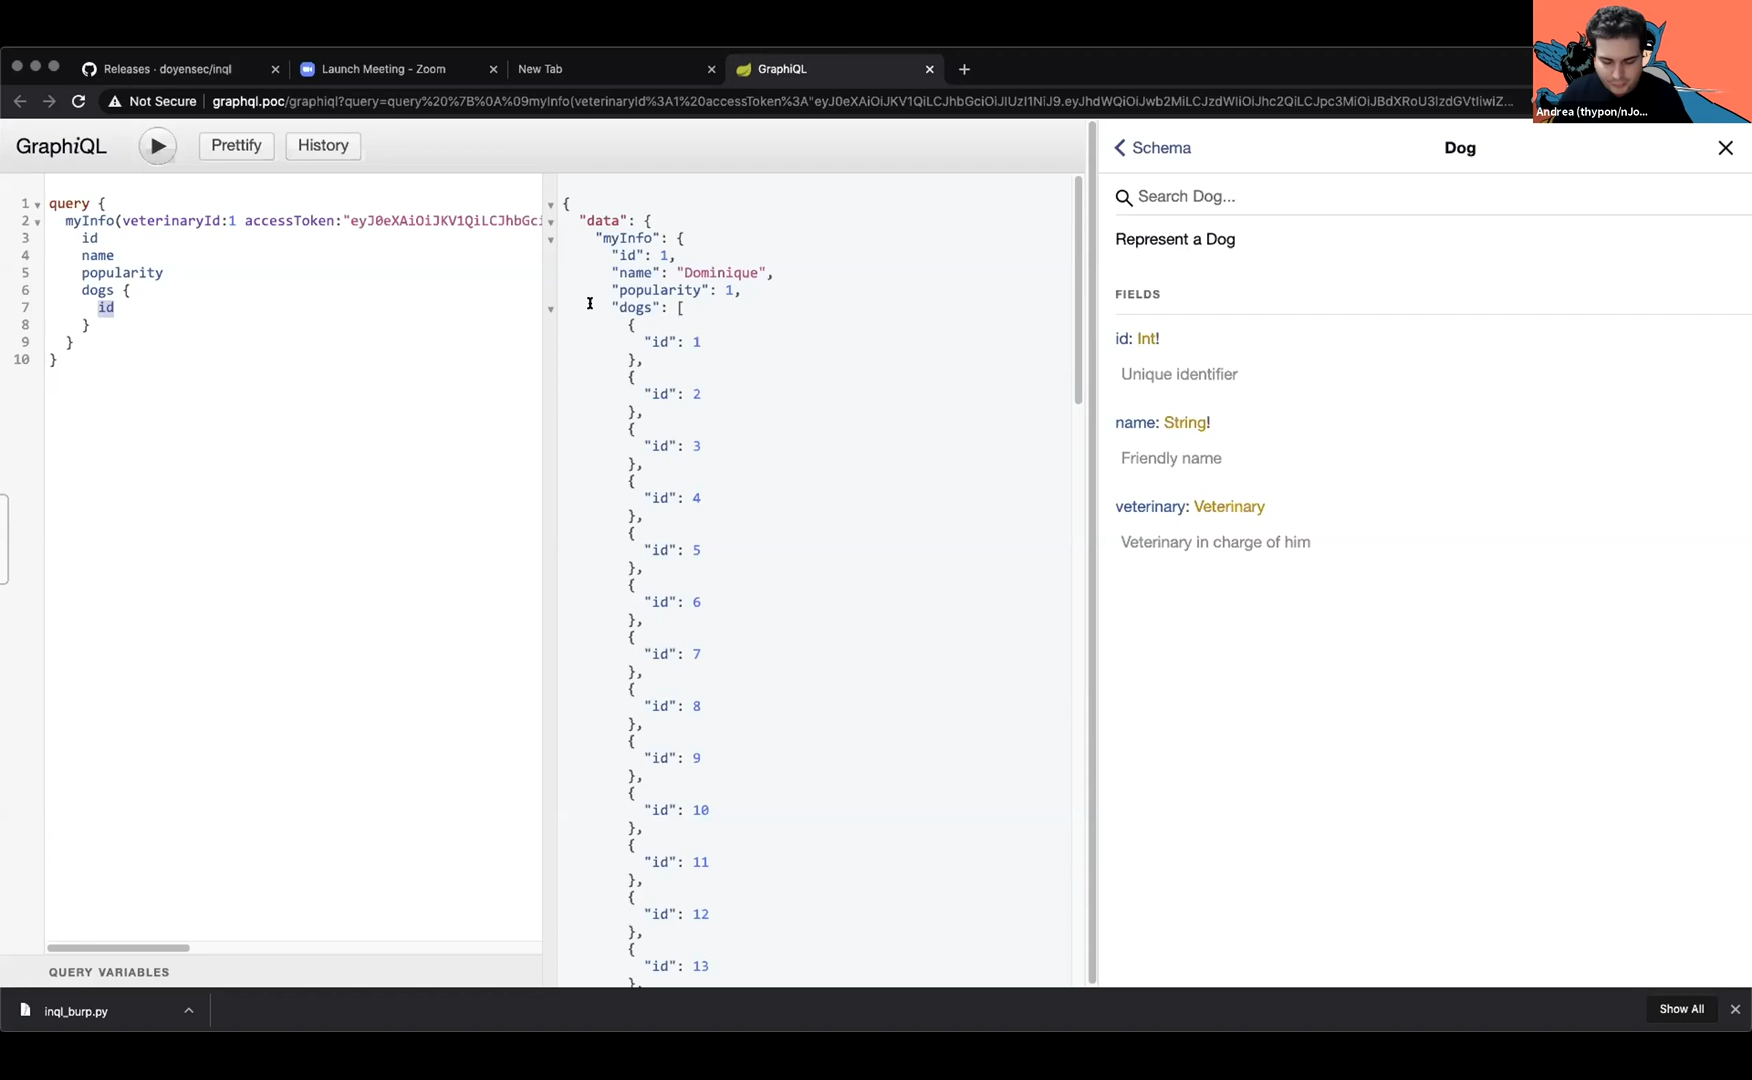 Releases · doyensec/inql
Launch Meeting - Zoom
New Tab
GraphiQL
Not Secure
graphql.poc/graphiql?query=query%20%7B%0A%09myInfo(veterinaryId%3A1%20accessToken%3A"eyJ0eXAiOiJKV1QiLCJhbGciOiJIUzI1NiJ9.eyJhdWQiOiJwb2MiLCJzdWIiOiJhc2QiLCJpc3MiOiJBdXRoU3lzdGVtIiwiZ...
Andrea (thypon/nJo...
GraphiQL
Prettify
History
1 query {
2 myInfo(veterinaryId:1 accessToken:"eyJ0eXAiOiJKV1QiLCJhbGci
3 id
4 name
5 popularity
6 dogs {
7 id
8 }
9 }
10 }
QUERY VARIABLES
{
"data": {
"myInfo": {
"id": 1,
"name": "Dominique",
"popularity": 1,
"dogs": [
{
"id": 1
},
{
"id": 2
},
{
"id": 3
},
{
"id": 4
},
{
"id": 5
},
{
"id": 6
},
{
"id": 7
},
{
"id": 8
},
{
"id": 9
},
{
"id": 10
},
{
"id": 11
},
{
"id": 12
},
{
"id": 13
},
Schema
Dog
Search Dog...
Represent a Dog
FIELDS
id: Int!
Unique identifier
name: String!
Friendly name
veterinary: Veterinary
Veterinary in charge of him
inql_burp.py
Show All